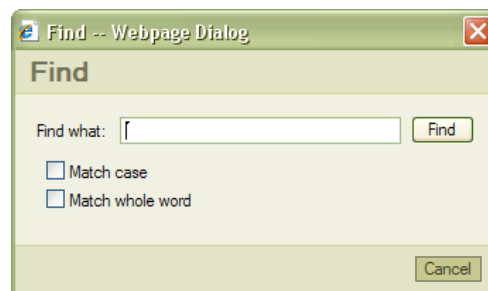 Find -- Webpage Dialog
Find
Find what:
Find
Match case
Match whole word
Cancel